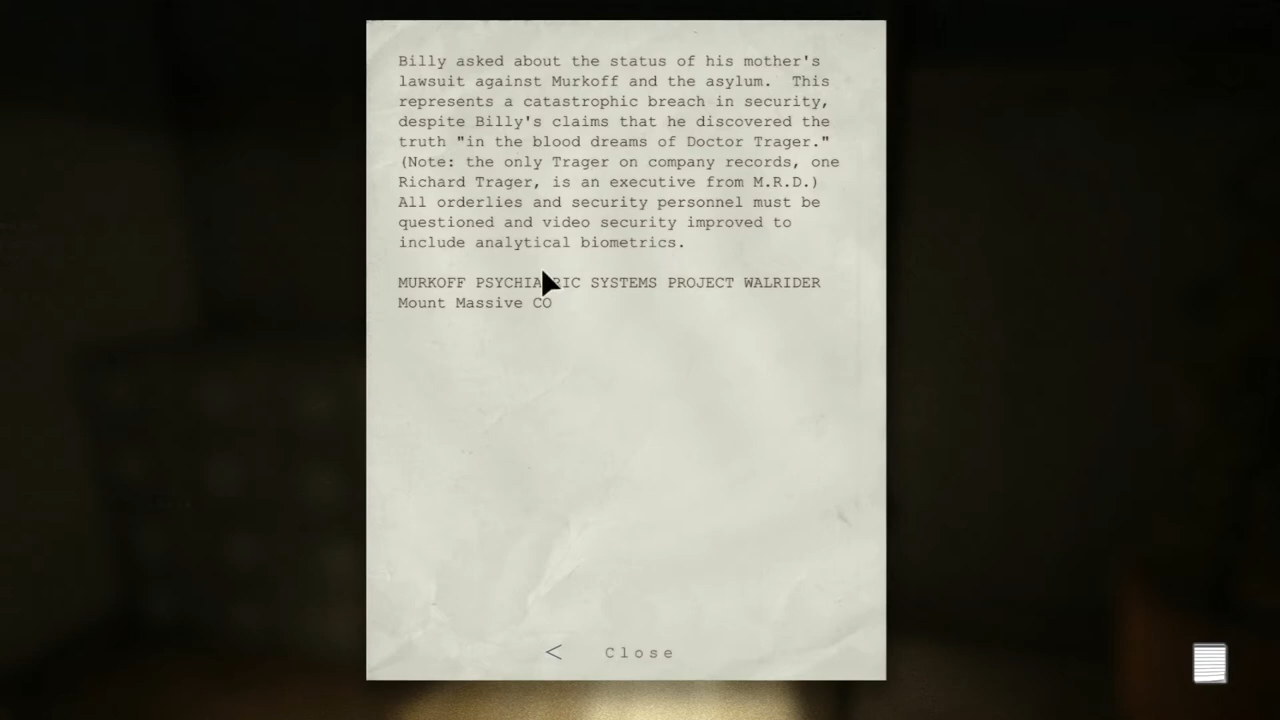 Billy asked about the status of his mother's
lawsuit against Murkoff and the asylum.  This
represents a catastrophic breach in security,
despite Billy's claims that he discovered the
truth "in the blood dreams of Doctor Trager."
(Note: the only Trager on company records, one
Richard Trager, is an executive from M.R.D.)
All orderlies and security personnel must be
questioned and video security improved to
include analytical biometrics.
MURKOFF PSYCHIATRIC SYSTEMS PROJECT WALRIDER
Mount Massive CO
< Close